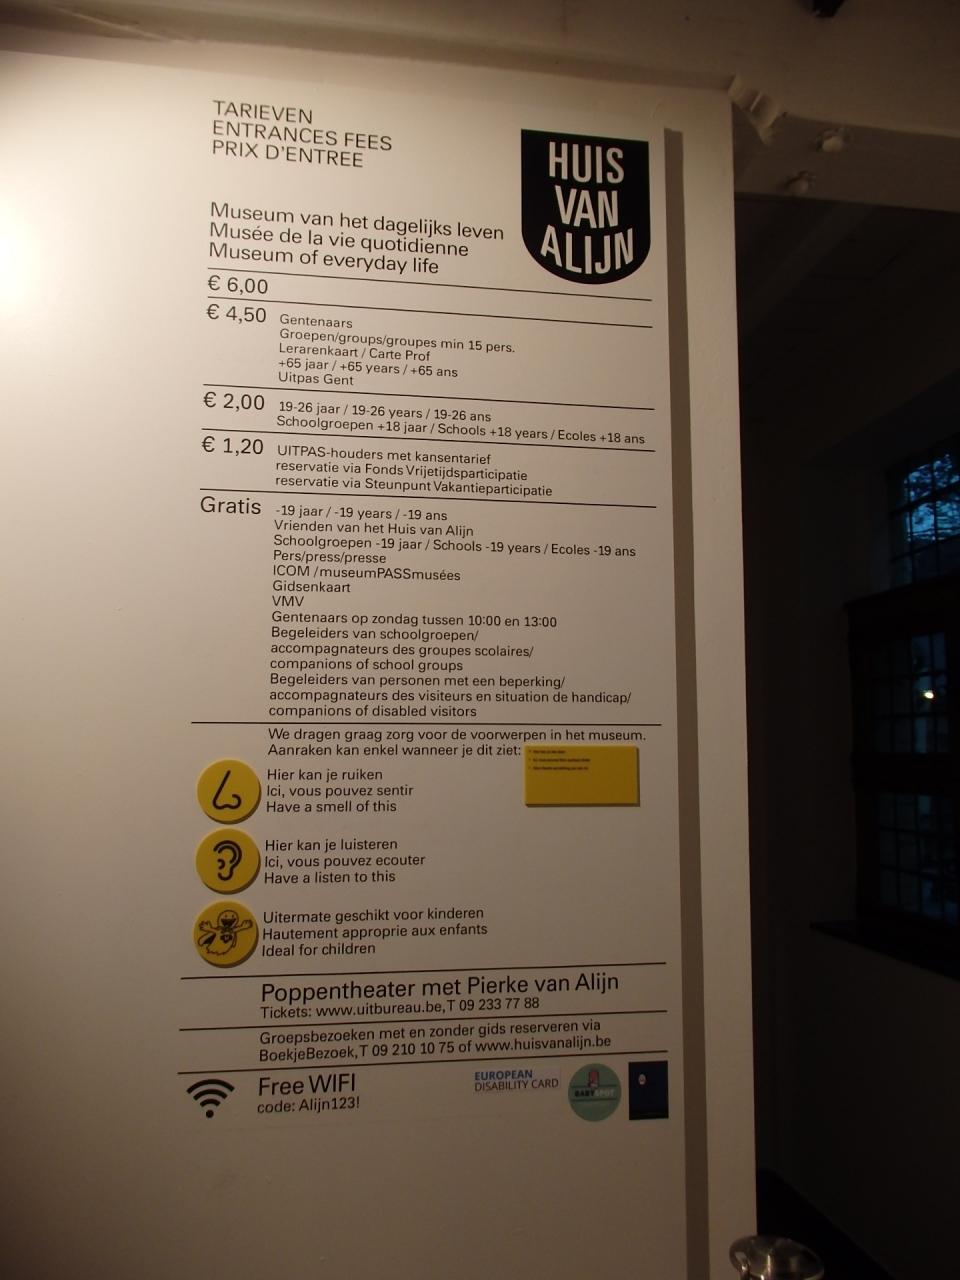 TARIEVEN
ENTRANCES FEES
PRIX D'ENTREE
HUIS
VAN
ALIJN
Museum van het dagelijks leven
Musée de la vie quotidienne
Museum of everyday life
€ 6,00
€ 4,50 Gentenaars
Groepen/groups/groupes min 15 pers.
Lerarenkaart / Carte Prof
+65 jaar / +65 years / +65 ans
Uitpas Gent
€ 2,00 19-26 jaar / 19-26 years / 19-26 ans
Schoolgroepen +18 jaar / Schools +18 years / Ecoles +18 ans
€ 1,20 UITPAS-houders met kansentarief
reservatie via Fonds Vrijetijdsparticipatie
reservatie via Steunpunt Vakantieparticipatie
Gratis -19 jaar / -19 years / -19 ans
Vrienden van het Huis van Alijn
Schoolgroepen -19 jaar / Schools -19 years / Ecoles -19 ans
Pers/press/presse
ICOM /museumPASSmusées
Gidsenkaart
VMV
Gentenaars op zondag tussen 10:00 en 13:00
Begeleiders van schoolgroepen/
accompagnateurs des groupes scolaires/
companions of school groups
Begeleiders van personen met een beperking/
accompagnateurs des visiteurs en situation de handicap/
companions of disabled visitors
We dragen graag zorg voor de voorwerpen in het museum.
Aanraken kan enkel wanneer je dit ziet:
Hier kan je ruiken
Ici, vous pouvez sentir
Have a smell of this
Hier kan je luisteren
Ici, vous pouvez ecouter
Have a listen to this
Uitermate geschikt voor kinderen
Hautement approprie aux enfants
Ideal for children
Poppentheater met Pierke van Alijn
Tickets: www.uitbureau.be, T 09 233 77 88
Groepsbezoeken met en zonder gids reserveren via
BoekjeBezoek, T 09 210 10 75 of www.huisvanalijn.be
Free WIFI
code: Alijn123!
EUROPEAN
DISABILITY CARD
BABYSPOT